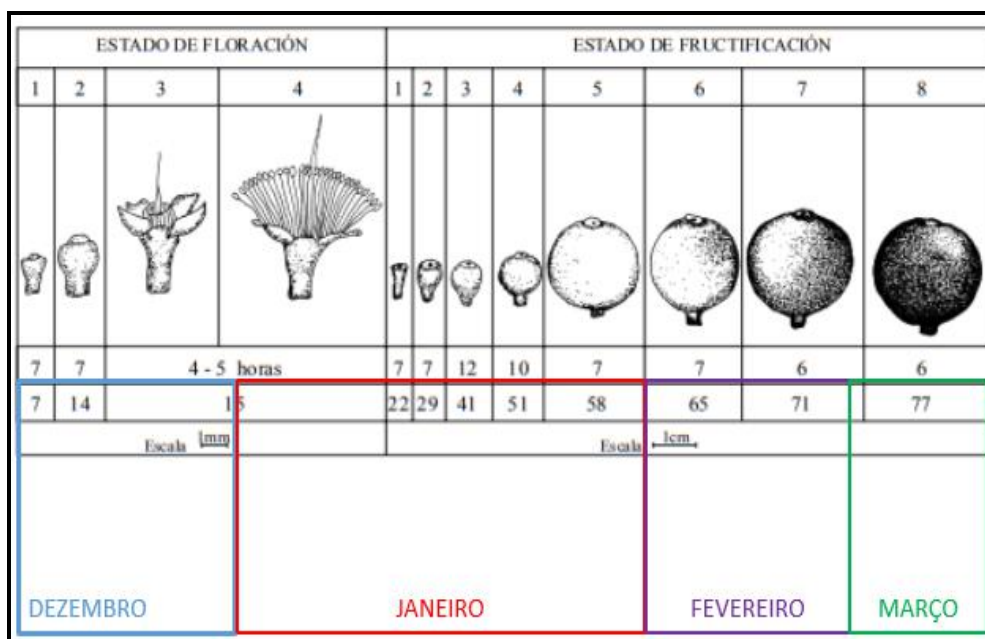 ESTADO DE FLORACIÓN ESTADO DE FRUCTIFICACIÓN
1 2 3 4 1 2 3 4 5 6 7 8
7 7 4 - 5 horas 7 7 12 10 7 7 6 6
7 14 15 22 29 41 51 58 65 71 77
Escala 1mm Escala 1cm
DEZEMBRO JANEIRO FEVEREIRO MARÇO